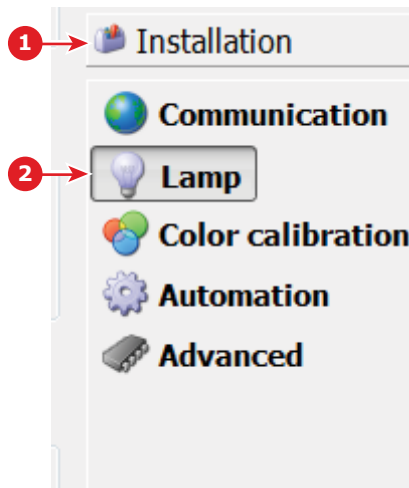 1 Installation
Communication
2 Lamp
Color calibration
Automation
Advanced